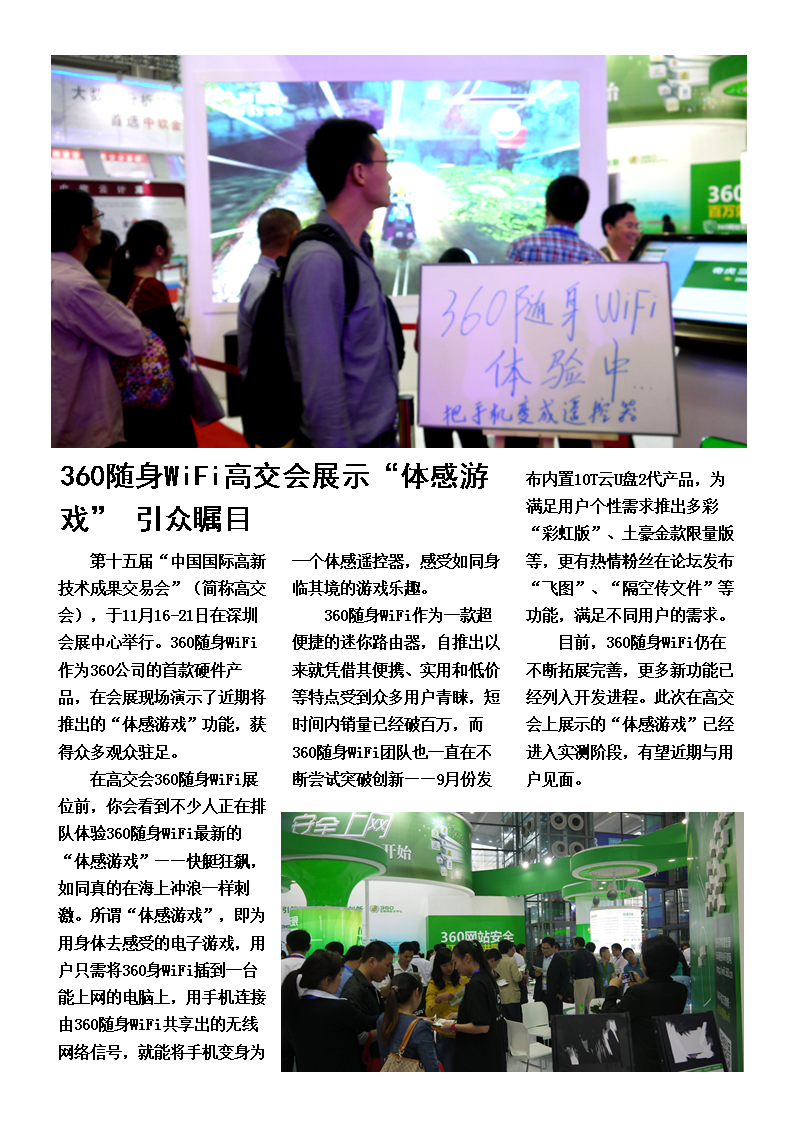 首选中软
360
百万
360随身WiFi
体验中...
把手机变成遥控器
360随身WiFi高交会展示“体感游
戏” 引众瞩目
第十五届“中国国际高新
技术成果交易会”（简称高交
会），于11月16-21日在深圳
会展中心举行。360随身WiFi
作为360公司的首款硬件产
品，在会展现场演示了近期将
推出的“体感游戏”功能，获
得众多观众驻足。
在高交会360随身WiFi展
位前，你会看到不少人正在排
队体验360随身WiFi最新的
“体感游戏”——快艇狂飙，
如同真的在海上冲浪一样刺
激。所谓“体感游戏”，即为
用身体去感受的电子游戏，用
户只需将360身WiFi插到一台
能上网的电脑上，用手机连接
由360随身WiFi共享出的无线
网络信号，就能将手机变身为
一个体感遥控器，感受如同身
临其境的游戏乐趣。
360随身WiFi作为一款超
便捷的迷你路由器，自推出以
来就凭借其便携、实用和低价
等特点受到众多用户青睐，短
时间内销量已经破百万，而
360随身WiFi团队也一直在不
断尝试突破创新——9月份发
布内置10T云U盘2代产品，为
满足用户个性需求推出多彩
“彩虹版”、土豪金款限量版
等，更有热情粉丝在论坛发布
“飞图”、“隔空传文件”等
功能，满足不同用户的需求。
目前，360随身WiFi仍在
不断拓展完善，更多新功能已
经列入开发进程。此次在高交
会上展示的“体感游戏”已经
进入实测阶段，有望近期与用
户见面。
安全上网
开始
360网站安全